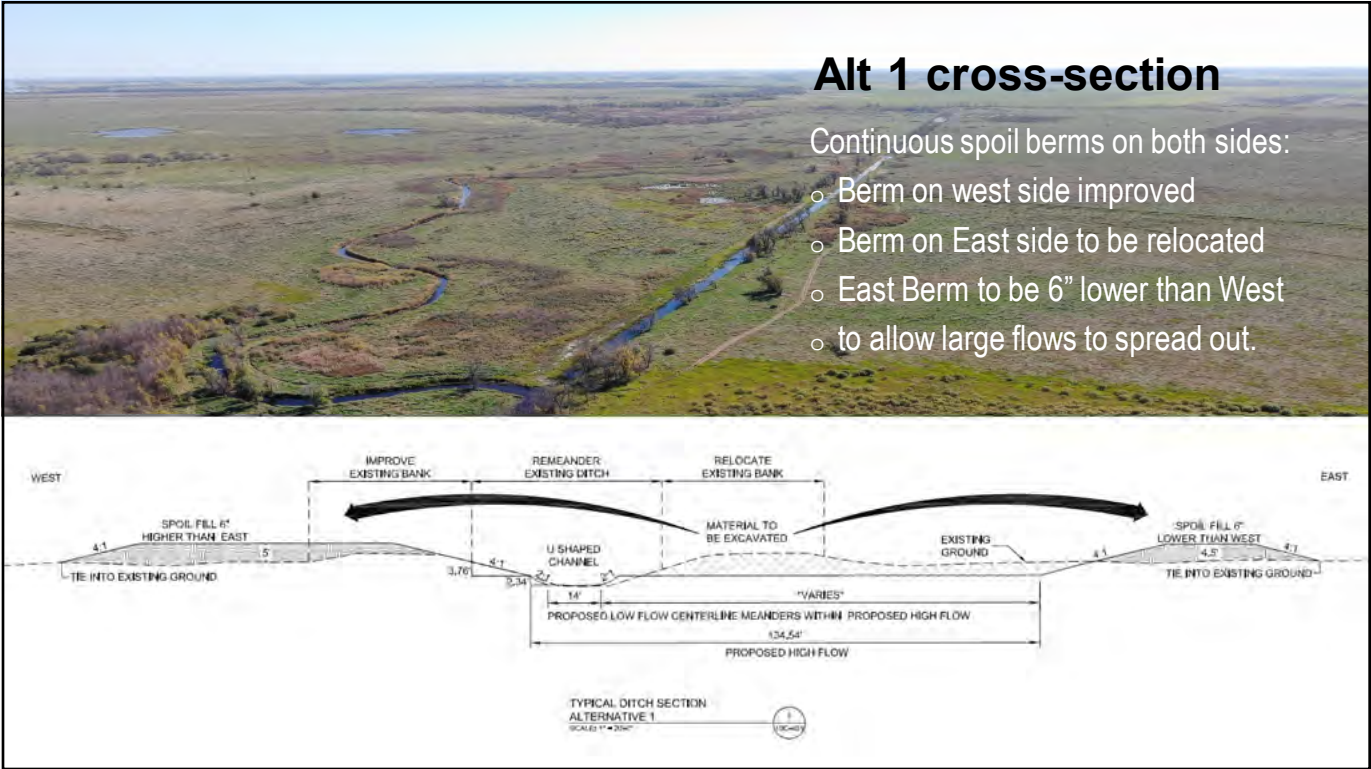 Alt 1 cross-section
Continuous spoil berms on both sides:
o Berm on west side improved
o Berm on East side to be relocated
o East Berm to be 6” lower than West
o to allow large flows to spread out.
WEST
IMPROVE
EXISTING BANK
REMEANDER
EXISTING DITCH
RELOCATE
EXISTING BANK
EAST
SPOIL FILL 6"
HIGHER THAN EAST
4:1
5'
TIE INTO EXISTING GROUND
4:1
3.76'
2.34'
U SHAPED
CHANNEL
2:1
2:1
14'
MATERIAL TO
BE EXCAVATED
EXISTING
GROUND
4:1
SPOIL FILL 6"
LOWER THAN WEST
4.5'
4:1
TIE INTO EXISTING GROUND
"VARIES"
PROPOSED LOW FLOW CENTERLINE MEANDERS WITHIN PROPOSED HIGH FLOW
134.54'
PROPOSED HIGH FLOW
TYPICAL DITCH SECTION
ALTERNATIVE 1
SCALE: 1" =
1